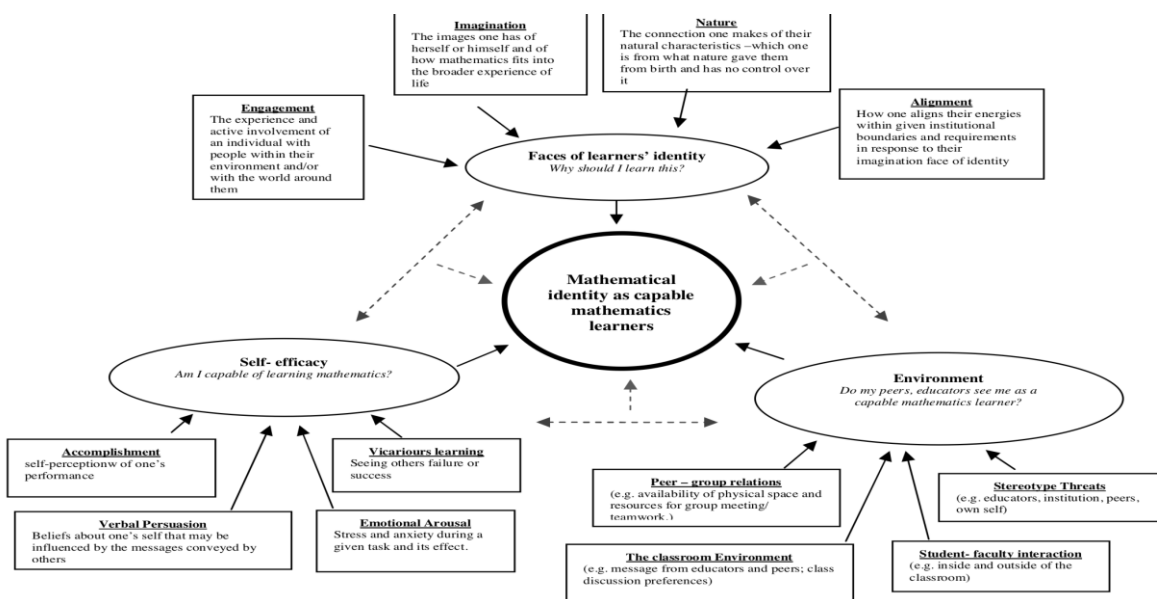 Imagination
The images one has of
herself or himself and of
how mathematics fits into
the broader experience of
life
Nature
The connection one makes of their
natural characteristics –which one
is from what nature gave them
from birth and has no control over
it
Engagement
The experience and
active involvement of
an individual with
people within their
environment and/or
with the world around
them
Alignment
How one aligns their energies
within given institutional
boundaries and requirements
in response to their
imagination face of identity
Faces of learners’ identity
Why should I learn this?
Mathematical
identity as capable
mathematics
learners
Self- efficacy
Am I capable of learning mathematics?
Environment
Do my peers, educators see me as a
capable mathematics learner?
Accomplishment
self-perceptionw of one’s
performance
Vicariours learning
Seeing others failure or
success
Verbal Persuasion
Beliefs about one’s self that may be
influenced by the messages conveyed by
others
Emotional Arousal
Stress and anxiety during a
given task and its effect.
Peer – group relations
(e.g. availability of physical space and
resources for group meeting/
teamwork.)
Stereotype Threats
(e.g. educators, institution, peers,
own self)
The classroom Environment
(e.g. message from educators and peers; class
discussion preferences)
Student- faculty interaction
(e.g. inside and outside of the
classroom)